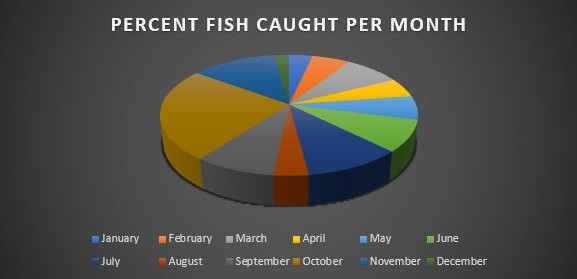 PERCENT FISH CAUGHT PER MONTH
January February March April May June
July August September October November December